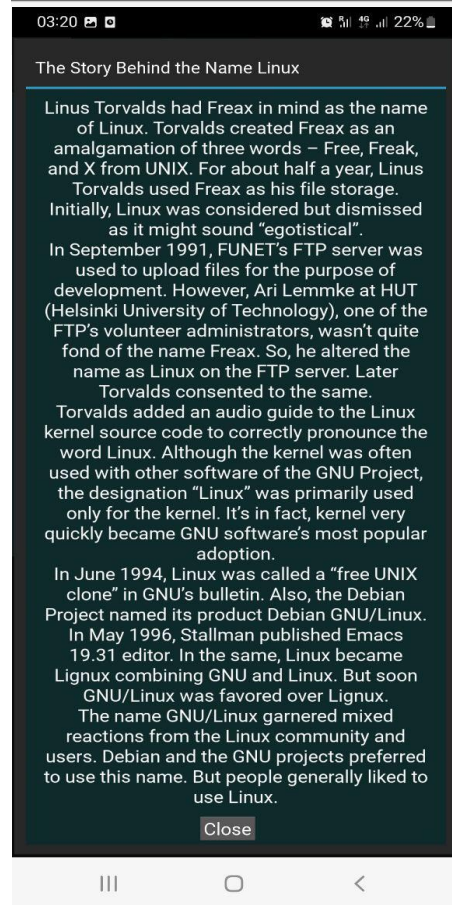 03:20 4G 22%
The Story Behind the Name Linux
Linus Torvalds had Freax in mind as the name
of Linux. Torvalds created Freax as an
amalgamation of three words – Free, Freak,
and X from UNIX. For about half a year, Linus
Torvalds used Freax as his file storage.
Initially, Linux was considered but dismissed
as it might sound “egotistical”.
In September 1991, FUNET’s FTP server was
used to upload files for the purpose of
development. However, Ari Lemmke at HUT
(Helsinki University of Technology), one of the
FTP’s volunteer administrators, wasn’t quite
fond of the name Freax. So, he altered the
name as Linux on the FTP server. Later
Torvalds consented to the same.
Torvalds added an audio guide to the Linux
kernel source code to correctly pronounce the
word Linux. Although the kernel was often
used with other software of the GNU Project,
the designation “Linux” was primarily used
only for the kernel. It’s in fact, kernel very
quickly became GNU software’s most popular
adoption.
In June 1994, Linux was called a “free UNIX
clone” in GNU’s bulletin. Also, the Debian
Project named its product Debian GNU/Linux.
In May 1996, Stallman published Emacs
19.31 editor. In the same, Linux became
Lignux combining GNU and Linux. But soon
GNU/Linux was favored over Lignux.
The name GNU/Linux garnered mixed
reactions from the Linux community and
users. Debian and the GNU projects preferred
to use this name. But people generally liked to
use Linux.
Close